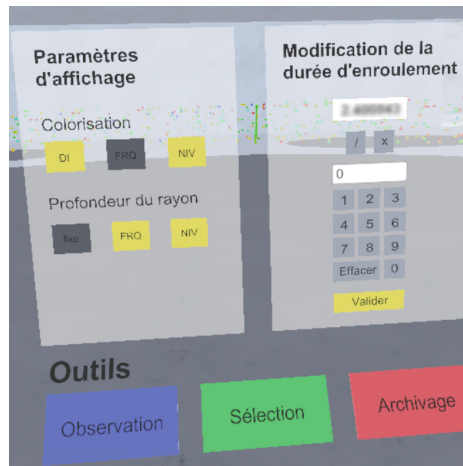 Paramètres
d'affichage
Colorisation
DI FRQ NIV
Profondeur du rayon
fixe FRQ NIV
Modification de la
durée d'enroulement
/ x
0
1 2 3
4 5 6
7 8 9
Effacer 0
Valider
Outils
Observation
Sélection
Archivage